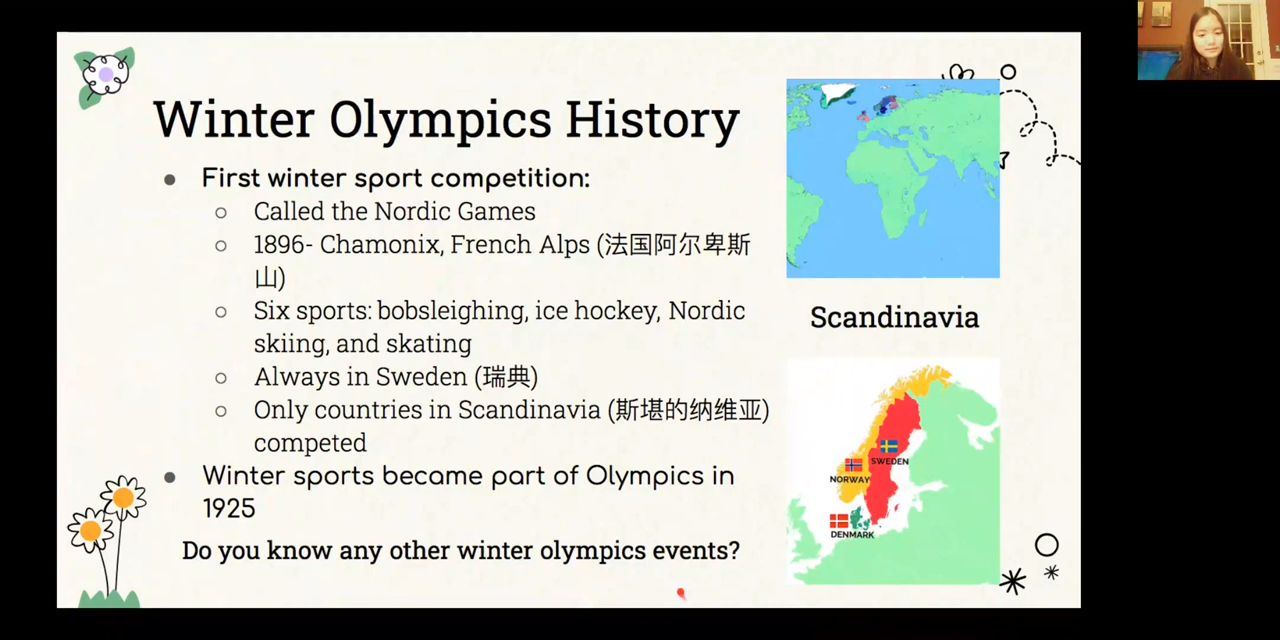 Winter Olympics History
First winter sport competition:
Called the Nordic Games
1896- Chamonix, French Alps (法国阿尔卑斯
山)
Six sports: bobsleighing, ice hockey, Nordic
skiing, and skating
Always in Sweden (瑞典)
Only countries in Scandinavia (斯堪的纳维亚)
competed
Winter sports became part of Olympics in
1925
Do you know any other winter olympics events?
Scandinavia
SWEDEN
NORWAY
DENMARK